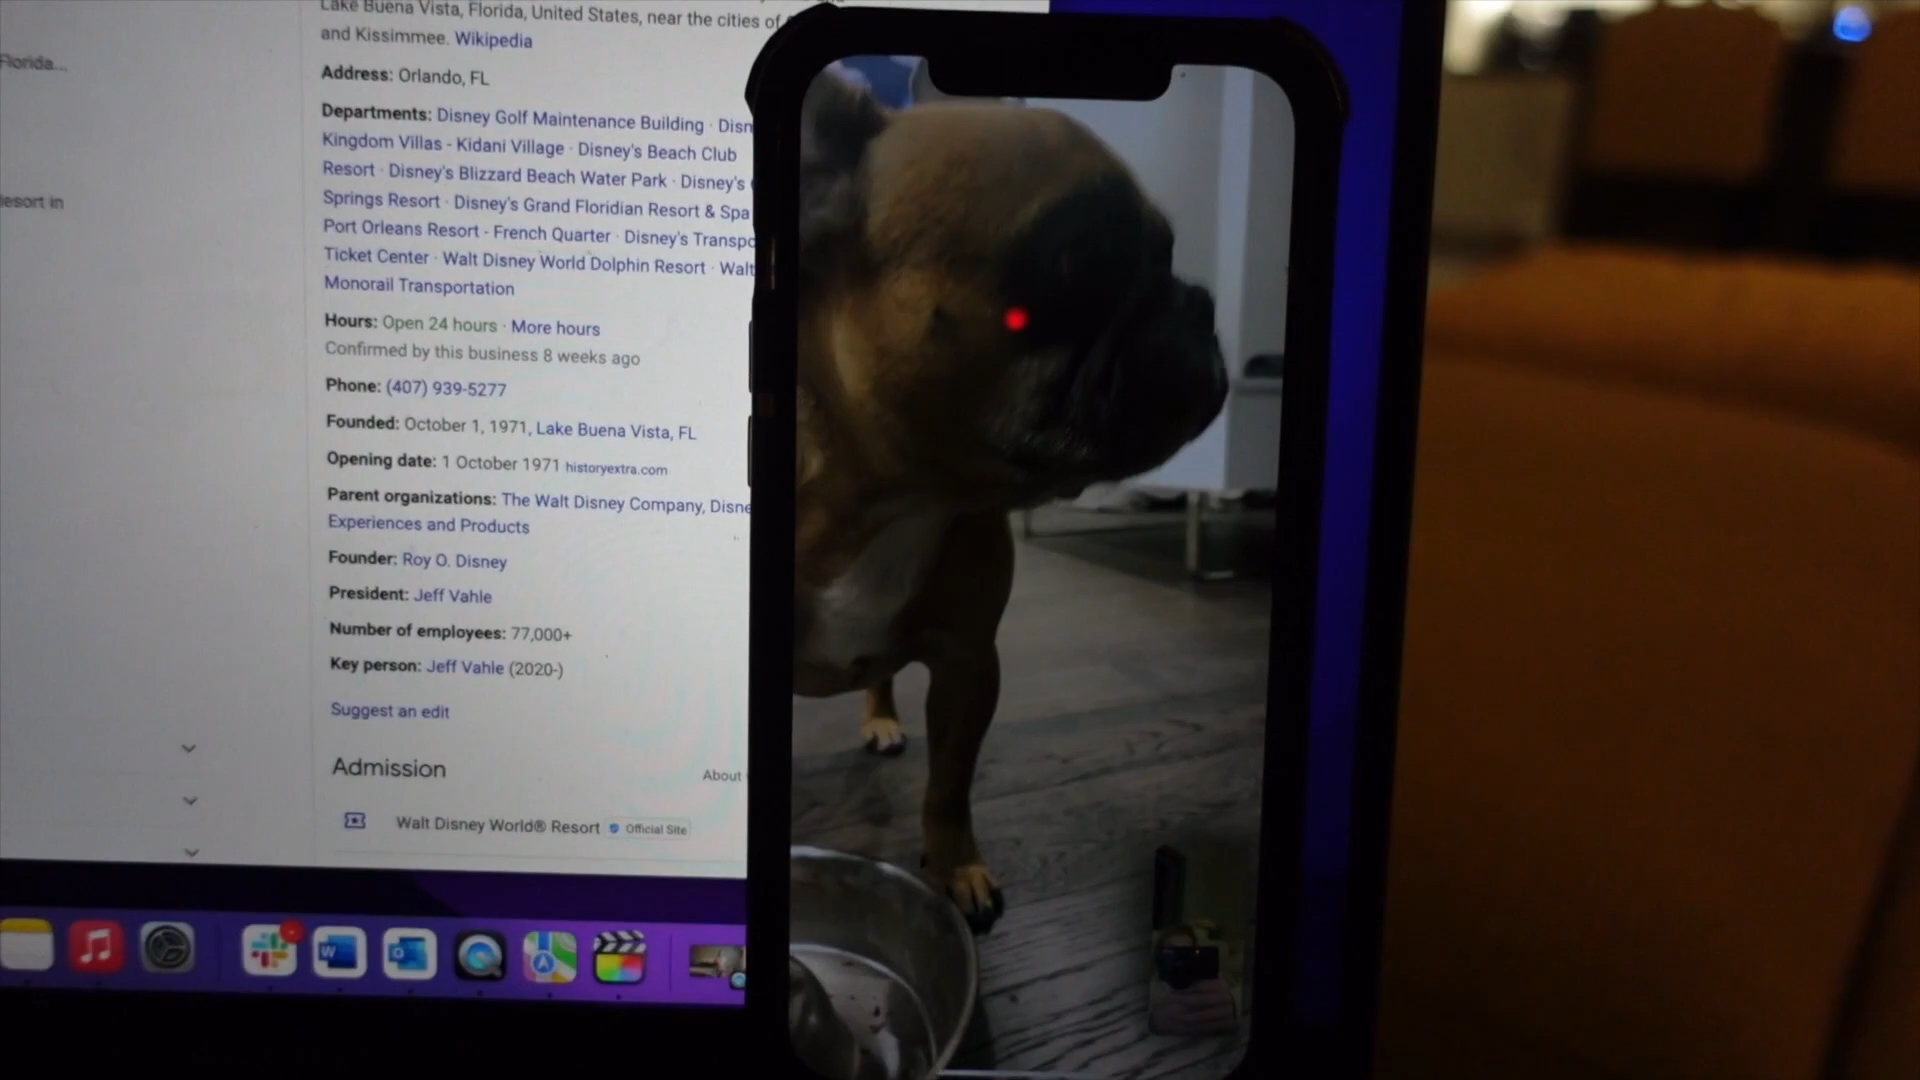 Lake Buena Vista, Florida, United States, near the cities of
and Kissimmee. Wikipedia
Florida...
Address: Orlando, FL
Departments: Disney Golf Maintenance Building · Disn
Kingdom Villas - Kidani Village · Disney's Beach Club
Resort · Disney's Blizzard Beach Water Park · Disney's
esort in
Springs Resort · Disney's Grand Floridian Resort & Spa
Port Orleans Resort - French Quarter · Disney's Transpo
Ticket Center · Walt Disney World Dolphin Resort · Walt
Monorail Transportation
Hours: Open 24 hours · More hours
Confirmed by this business 8 weeks ago
Phone: (407) 939-5277
Founded: October 1, 1971, Lake Buena Vista, FL
Opening date: 1 October 1971 historyextra.com
Parent organizations: The Walt Disney Company, Disne
Experiences and Products
Founder: Roy O. Disney
President: Jeff Vahle
Number of employees: 77,000+
Key person: Jeff Vahle (2020-)
Suggest an edit
Admission
About
Walt Disney World® Resort Official Site
W
O
A